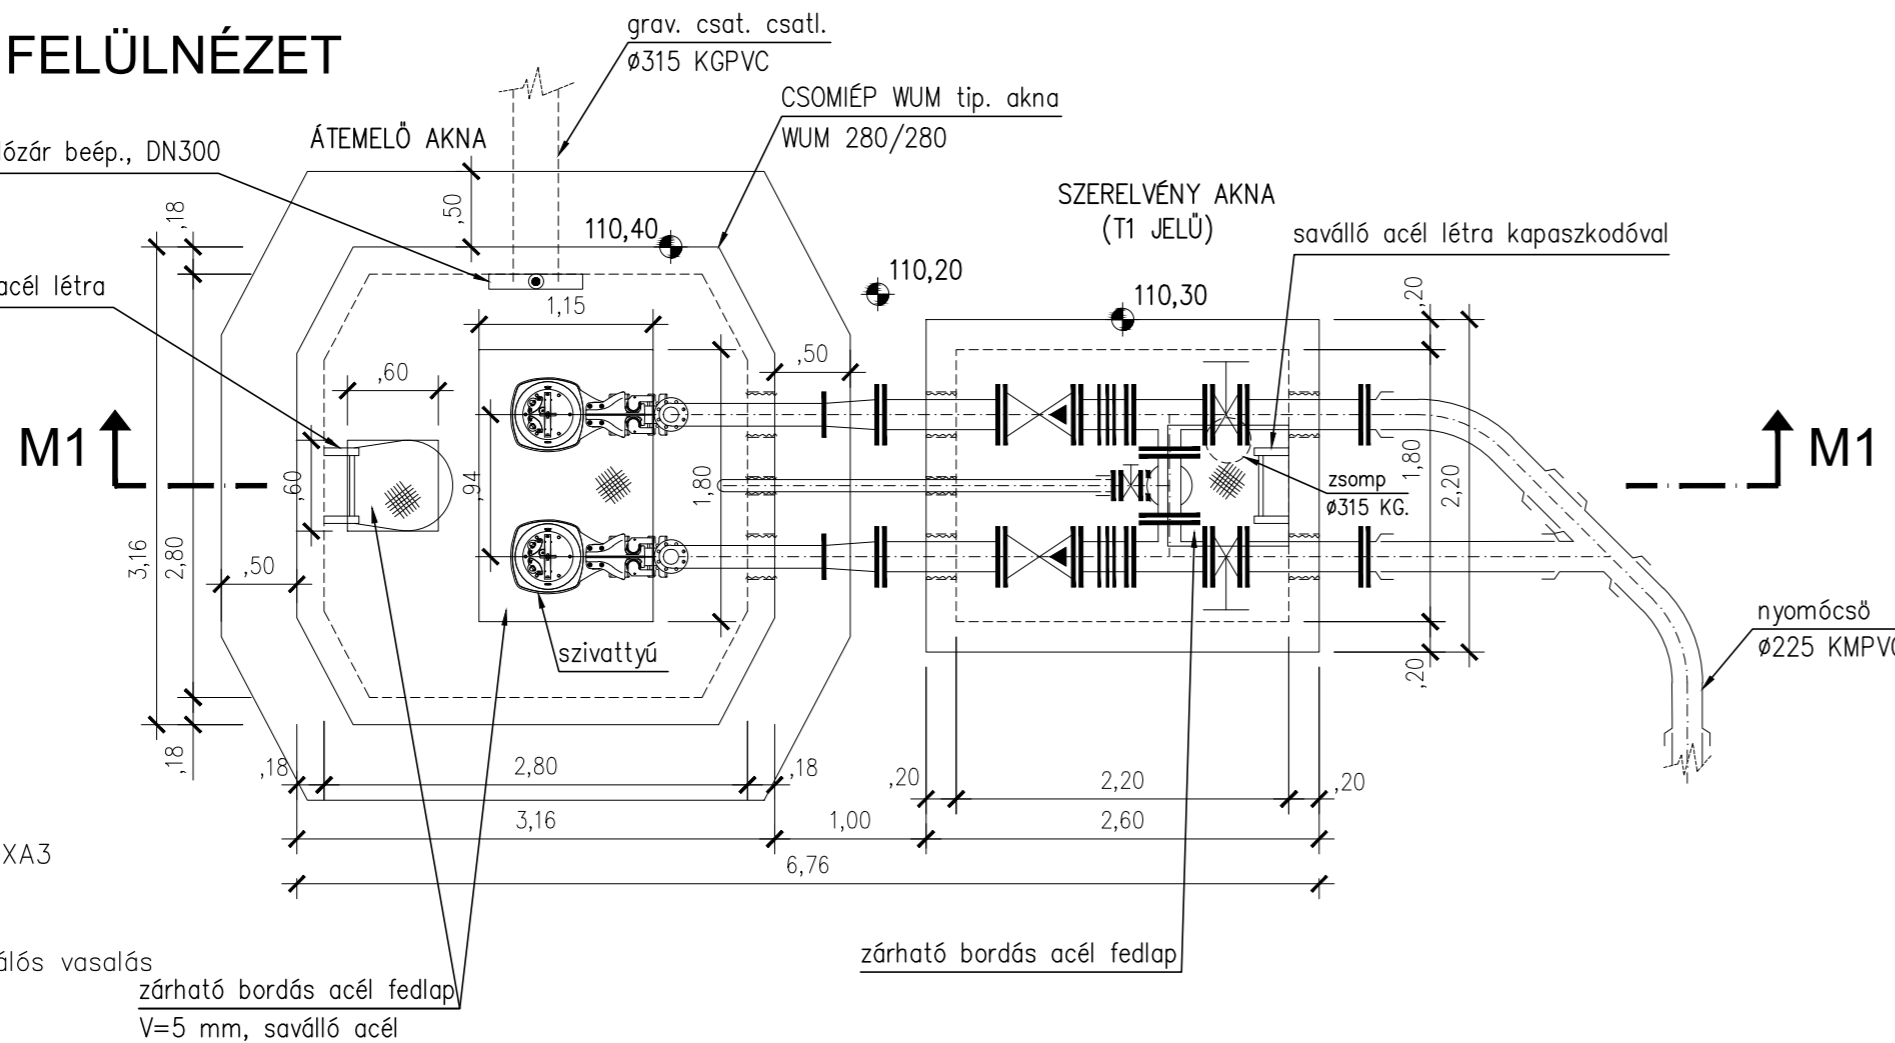 FELÜLNÉZET
grav. csat. csatl.
ø315 KGPVC
CSOMIÉP WUM tip. akna
WUM 280/280
ÁTEMELŐ AKNA
beép., DN300
SZERELVÉNY AKNA
(T1 JELŰ)
saválló acél létra kapaszkodóval
110,40
110,20
110,30
acél létra
,18
,50
1,15
,50
,20
,60
M1
M1
,60
,94
1,80
zsomp
ø315 KG.
1,80
2,20
3,16
2,80
,50
szivattyú
nyomócső
ø225
,20
,18
,18
2,80
,18
,20
2,20
,20
3,16
1,00
2,60
6,76
XA3
vasalás
zárható bordás acél fedlap
V=5 mm, saválló acél
zárható bordás acél fedlap